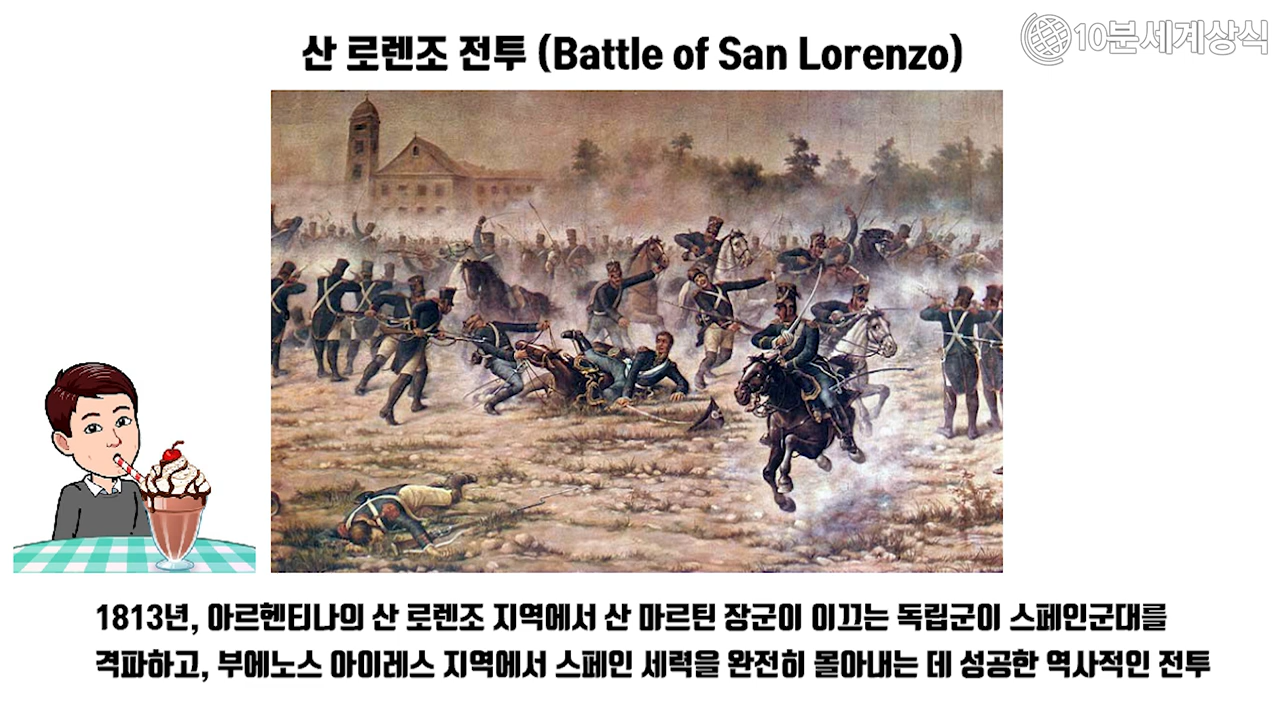 산 로렌조 전투 (Battle of San Lorenzo)
10분세계상식
1813년, 아르헨티나의 산 로렌조 지역에서 산 마르틴 장군이 이끄는 독립군이 스페인군대를
격파하고, 부에노스 아이레스 지역에서 스페인 세력을 완전히 몰아내는 데 성공한 역사적인 전투